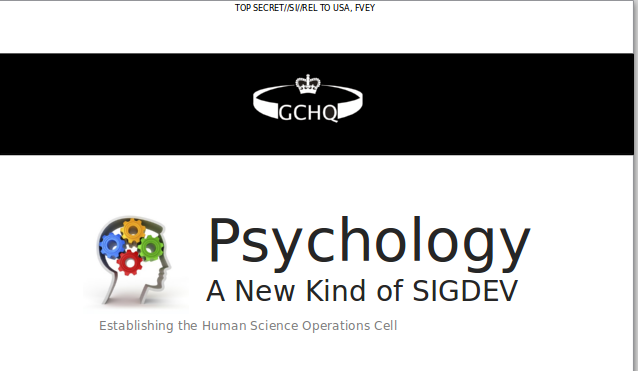 TOP SECRET//SI//REL TO USA, FVEY
GCHQ
Psychology
A New Kind of SIGDEV
Establishing the Human Science Operations Cell